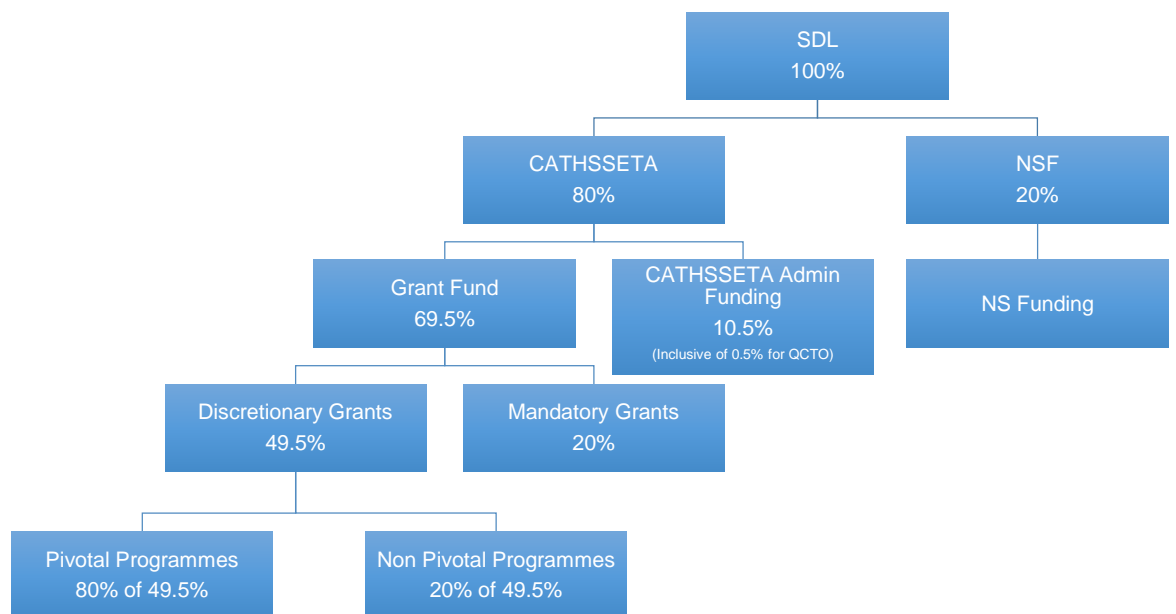 SDL
100%
CATHSSETA
80%
NSF
20%
Grant Fund
69.5%
CATHSSETA Admin
Funding
10.5%
(Inclusive of 0.5% for QCTO)
NS Funding
Discretionary Grants
49.5%
Mandatory Grants
20%
Pivotal Programmes
80% of 49.5%
Non Pivotal Programmes
20% of 49.5%